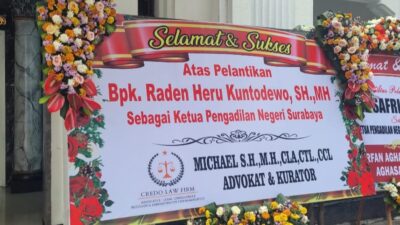 Selamat & Sukses
Atas Pelantikan
Bpk. Raden Heru Kuntodewo, SH.,MH
Sebagai Ketua Pengadilan Negeri Surabaya
MICHAEL S.H.,M.H.,CLA,CTL.,CCL
ADVOKAT & KURATOR
CREDO LAW FIRM